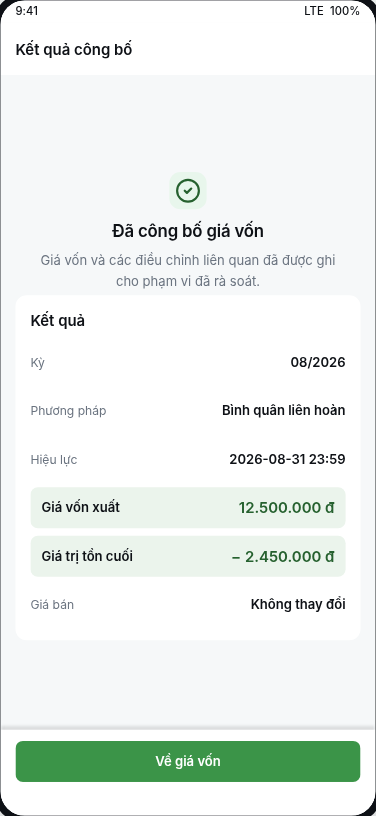 9:41 LTE 100%
Kết quả công bố
Đã công bố giá vốn
Giá vốn và các điều chỉnh liên quan đã được ghi
cho phạm vi đã rà soát.
Kết quả
Kỳ 08/2026
Phương pháp Bình quân liên hoàn
Hiệu lực 2026-08-31 23:59
Giá vốn xuất 12.500.000 đ
Giá trị tồn cuối − 2.450.000 đ
Giá bán Không thay đổi
Về giá vốn